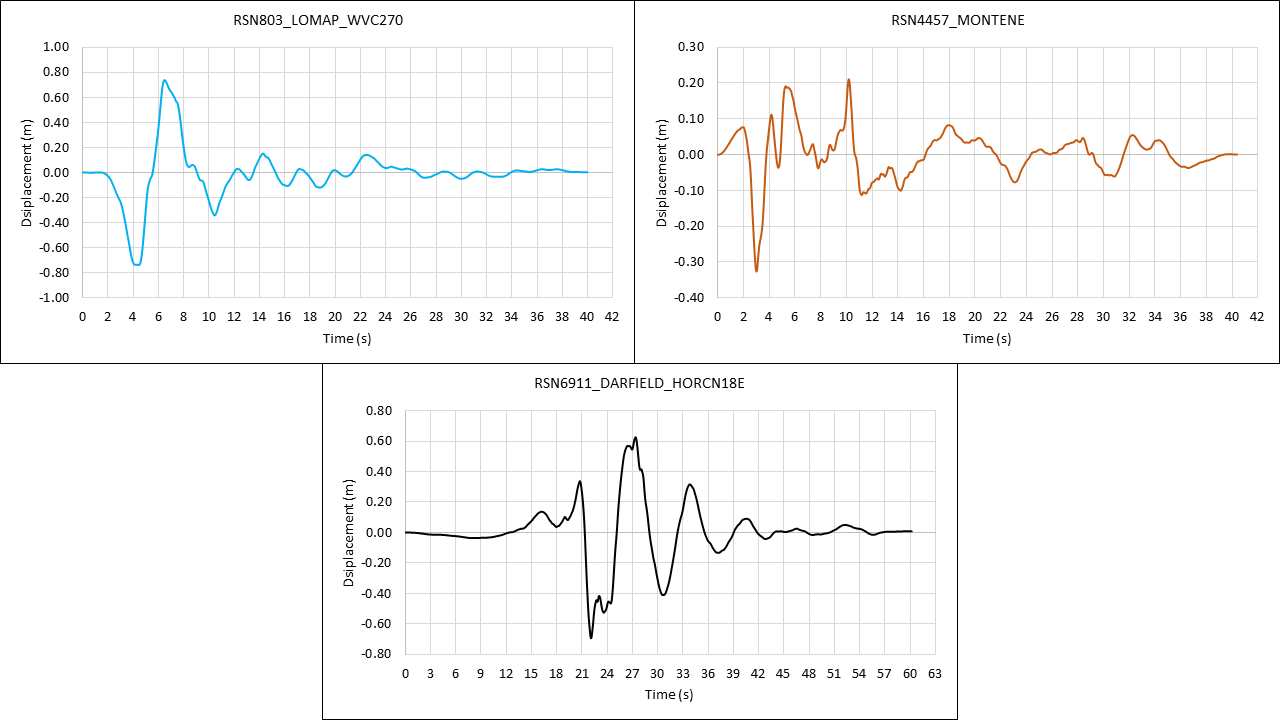 RSN803_LOMAP_WVC270
1.00
0.80
0.60
0.40
0.20
0.00
-0.20
-0.40
-0.60
-0.80
-1.00
Dsiplacement (m)
0 2 4 6 8 10 12 14 16 18 20 22 24 26 28 30 32 34 36 38 40 42
Time (s)
RSN4457_MONTENE
0.30
0.20
0.10
0.00
-0.10
-0.20
-0.30
-0.40
Dsiplacement (m)
0 2 4 6 8 10 12 14 16 18 20 22 24 26 28 30 32 34 36 38 40 42
Time (s)
RSN6911_DARFIELD_HORCN18E
0.80
0.60
0.40
0.20
0.00
-0.20
-0.40
-0.60
-0.80
Dsiplacement (m)
0 3 6 9 12 15 18 21 24 27 30 33 36 39 42 45 48 51 54 57 60 63
Time (s)